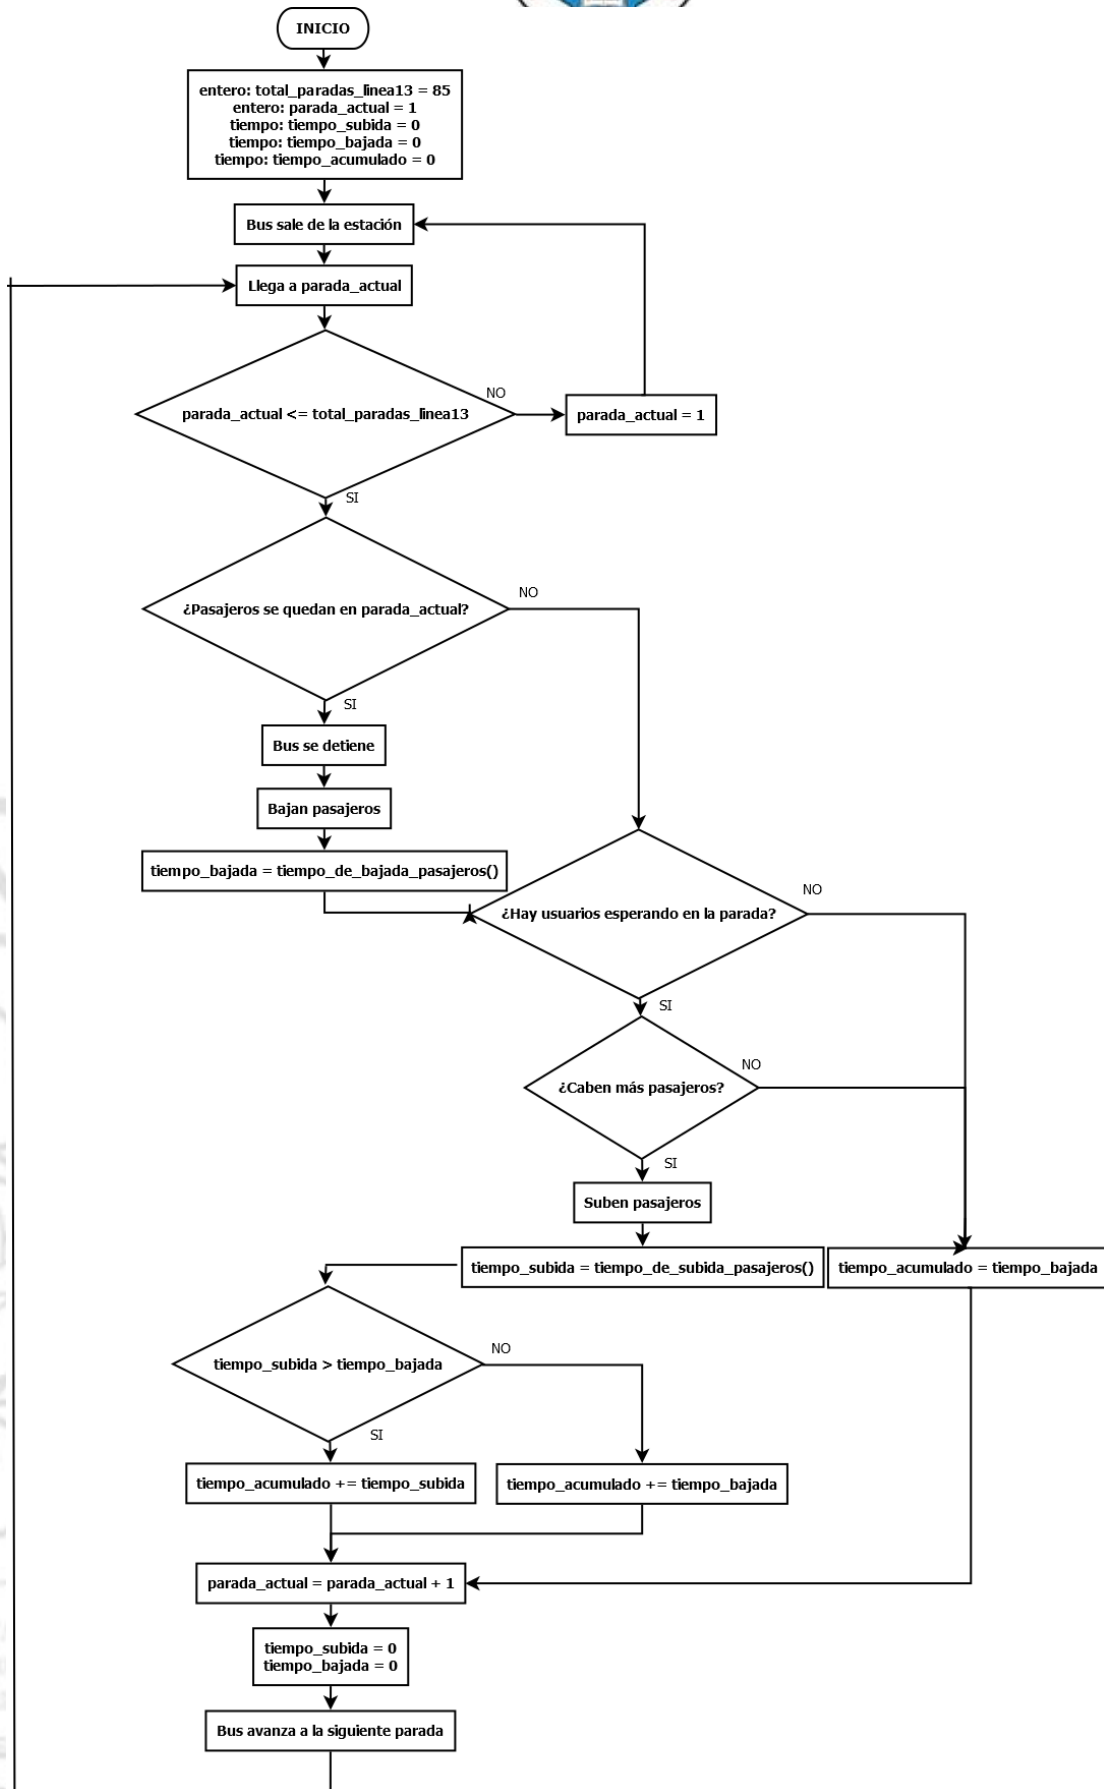 INICIO
entero: total_paradas_linea13 = 85
entero: parada_actual = 1
tiempo: tiempo_subida = 0
tiempo: tiempo_bajada = 0
tiempo: tiempo_acumulado = 0
Bus sale de la estación
Llega a parada_actual
parada_actual <= total_paradas_linea13
NO
parada_actual = 1
SI
¿Pasajeros se quedan en parada_actual?
NO
SI
Bus se detiene
Bajan pasajeros
tiempo_bajada = tiempo_de_bajada_pasajeros()
¿Hay usuarios esperando en la parada?
NO
SI
¿Caben más pasajeros?
NO
SI
Suben pasajeros
tiempo_subida = tiempo_de_subida_pasajeros()
tiempo_acumulado = tiempo_bajada
tiempo_subida > tiempo_bajada
NO
SI
tiempo_acumulado += tiempo_subida
tiempo_acumulado += tiempo_bajada
parada_actual = parada_actual + 1
tiempo_subida = 0
tiempo_bajada = 0
Bus avanza a la siguiente parada